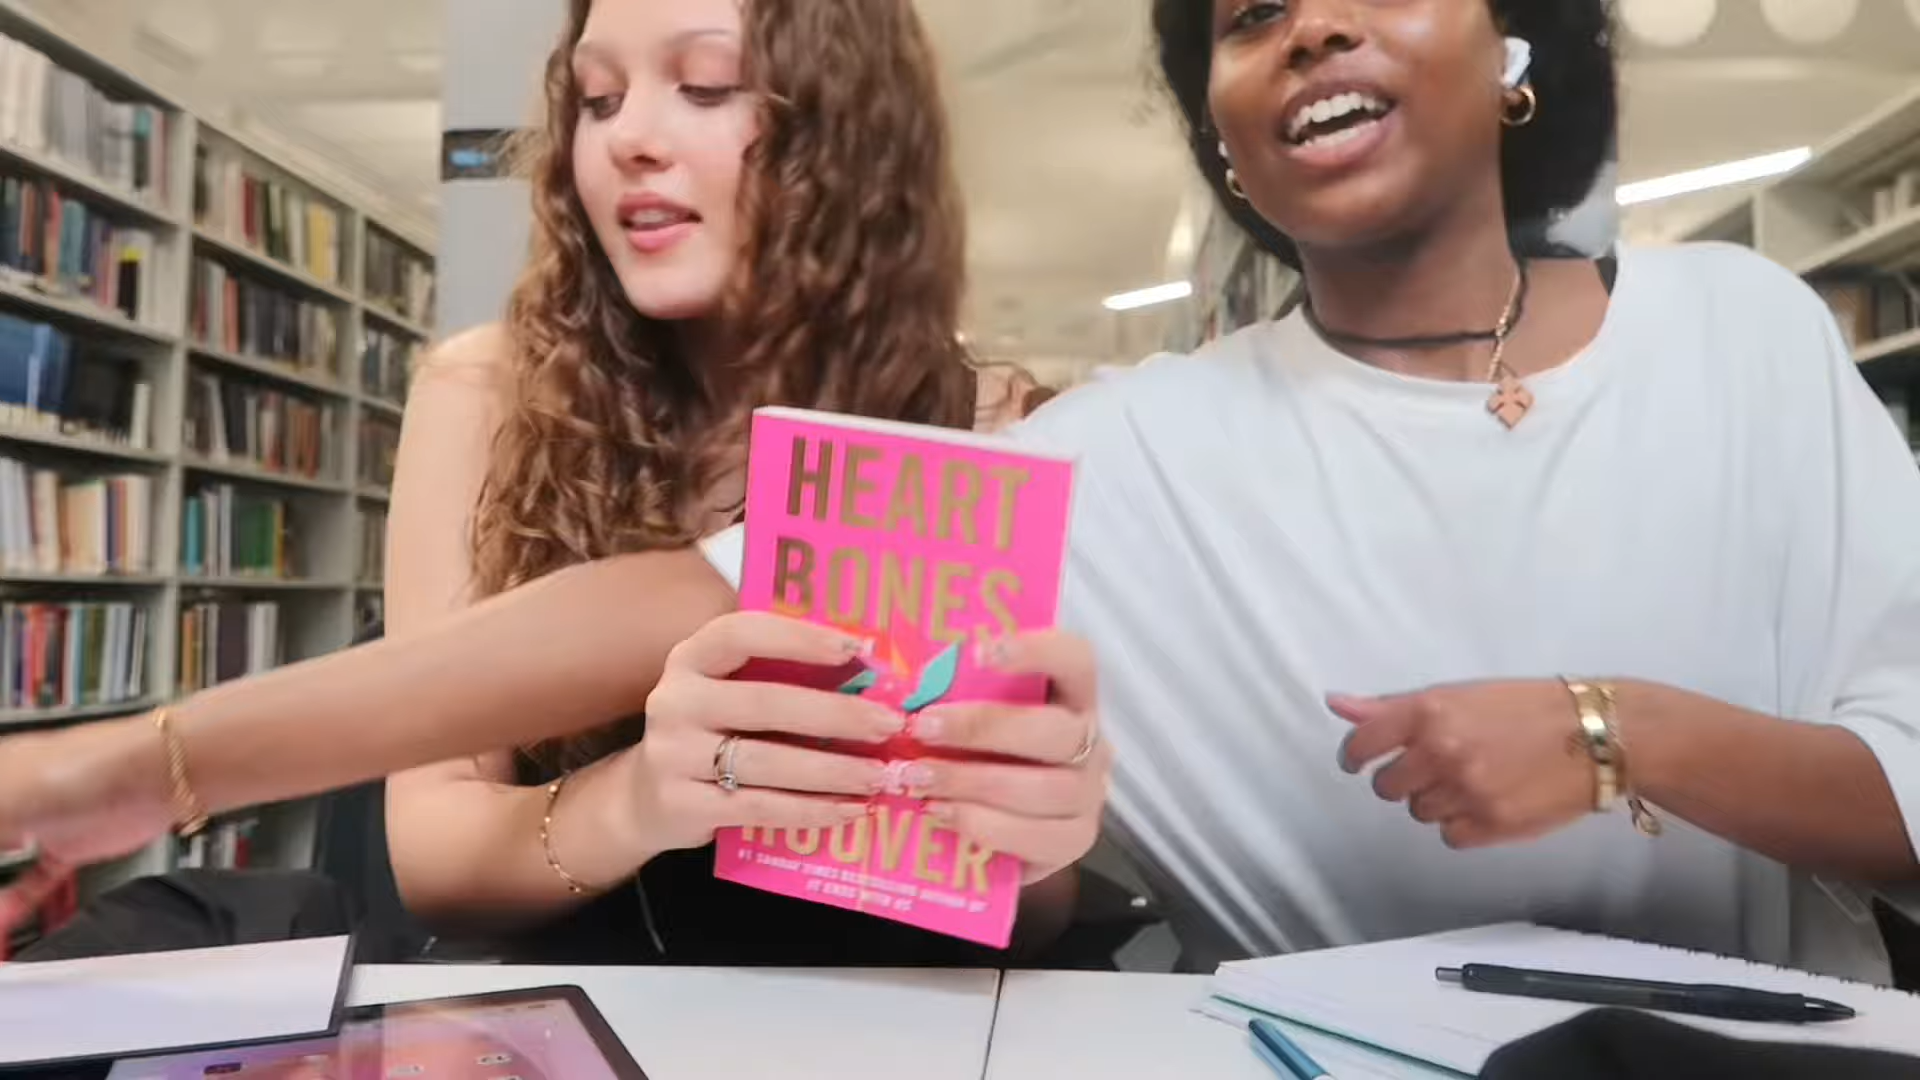 HEART
BONES
HOOVER
#1 SUNDAY TIMES BESTSELLING AUTHOR OF
IT ENDS WITH US